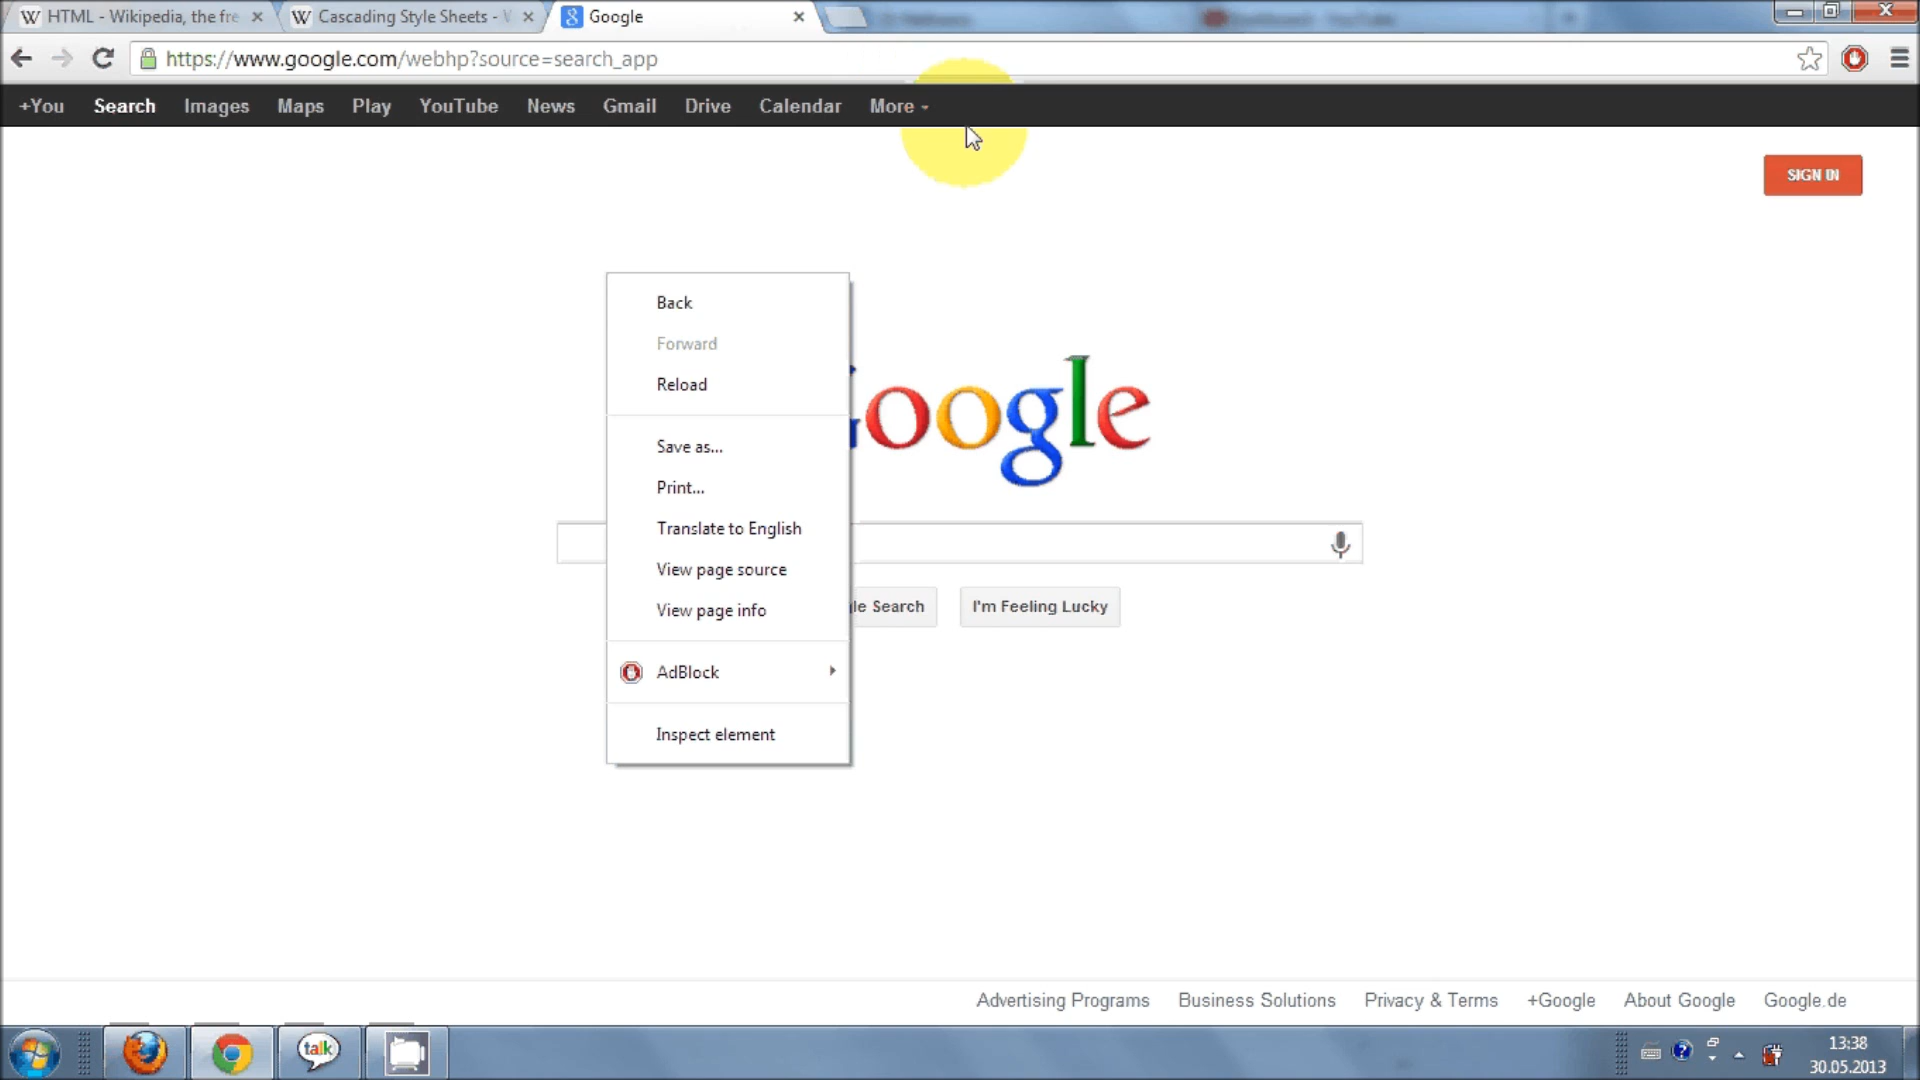 HTML - Wikipedia, the fre
Cascading Style Sheets -
Google
https://www.google.com/webhp?source=search_app
+You Search Images Maps Play YouTube News Gmail Drive Calendar More
SIGN IN
Back
Forward
Reload
Save as...
Print...
Translate to English
View page source
View page info
AdBlock
Inspect element
oogle
le Search
I'm Feeling Lucky
Advertising Programs Business Solutions Privacy & Terms +Google About Google Google.de
talk
13:38
30.05.2013